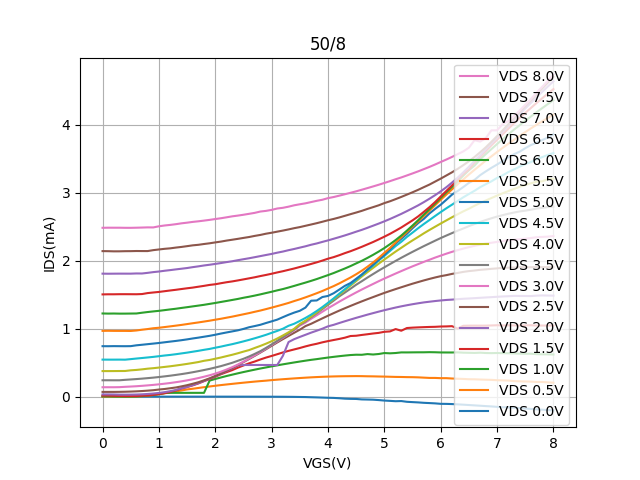 50/8
IDS(mA)
4
3
2
1
0
0 1 2 3 4 5 6 7 8
VGS(V)
VDS 8.0V
VDS 7.5V
VDS 7.0V
VDS 6.5V
VDS 6.0V
VDS 5.5V
VDS 5.0V
VDS 4.5V
VDS 4.0V
VDS 3.5V
VDS 3.0V
VDS 2.5V
VDS 2.0V
VDS 1.5V
VDS 1.0V
VDS 0.5V
VDS 0.0V